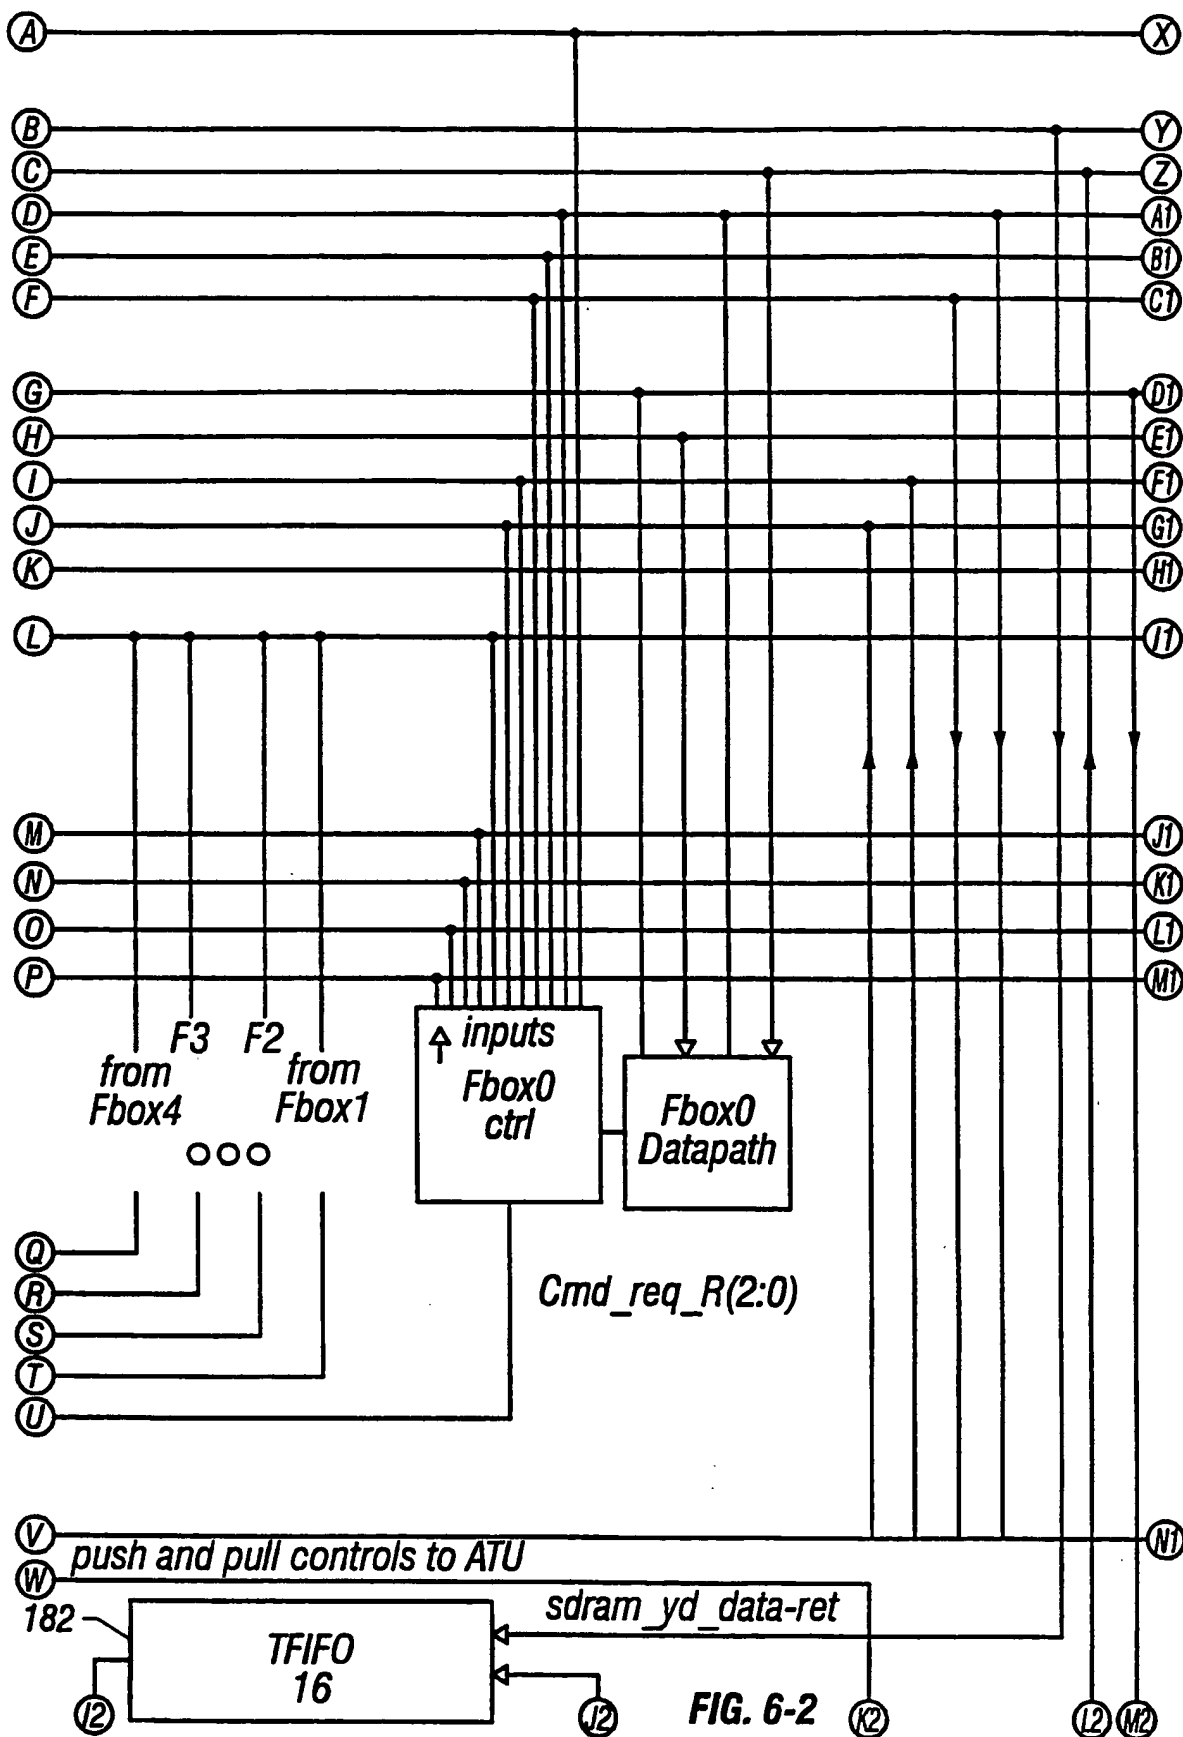 A X
B Y
C Z
D A1
E B1
F C1
G D1
H E1
I F1
J G1
K H1
L I1
M J1
N K1
O L1
P M1
inputs
Fbox0
ctrl
Fbox0
Datapath
F3 F2
from
Fbox4
from
Fbox1
Q
R
S
T
U
Cmd_req_R(2:0)
V N1
push and pull controls to ATU
W
182
sdram_yd_data-ret
TFIFO
16
I2 J2 FIG. 6-2 K2 L2 M2